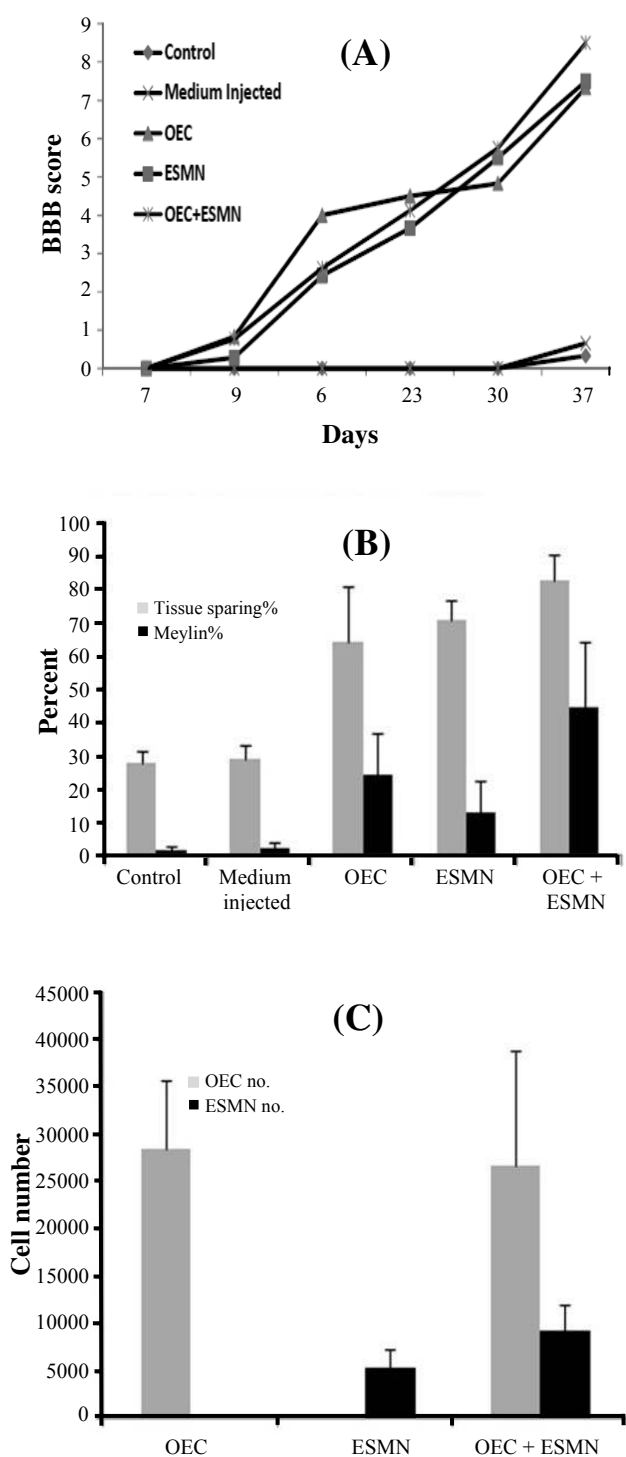 (A)
9
8
7
6
5
4
3
2
1
0
BBB score
Control
Medium Injected
OEC
ESMN
OEC+ESMN
7 9 6 23 30 37
Days
(B)
100
90
80
70
60
50
40
30
20
10
0
Percent
Tissue sparing%
Meylin%
Control Medium injected OEC ESMN OEC + ESMN
(C)
45000
40000
35000
30000
25000
20000
15000
10000
5000
0
Cell number
OEC no.
ESMN no.
OEC ESMN OEC + ESMN